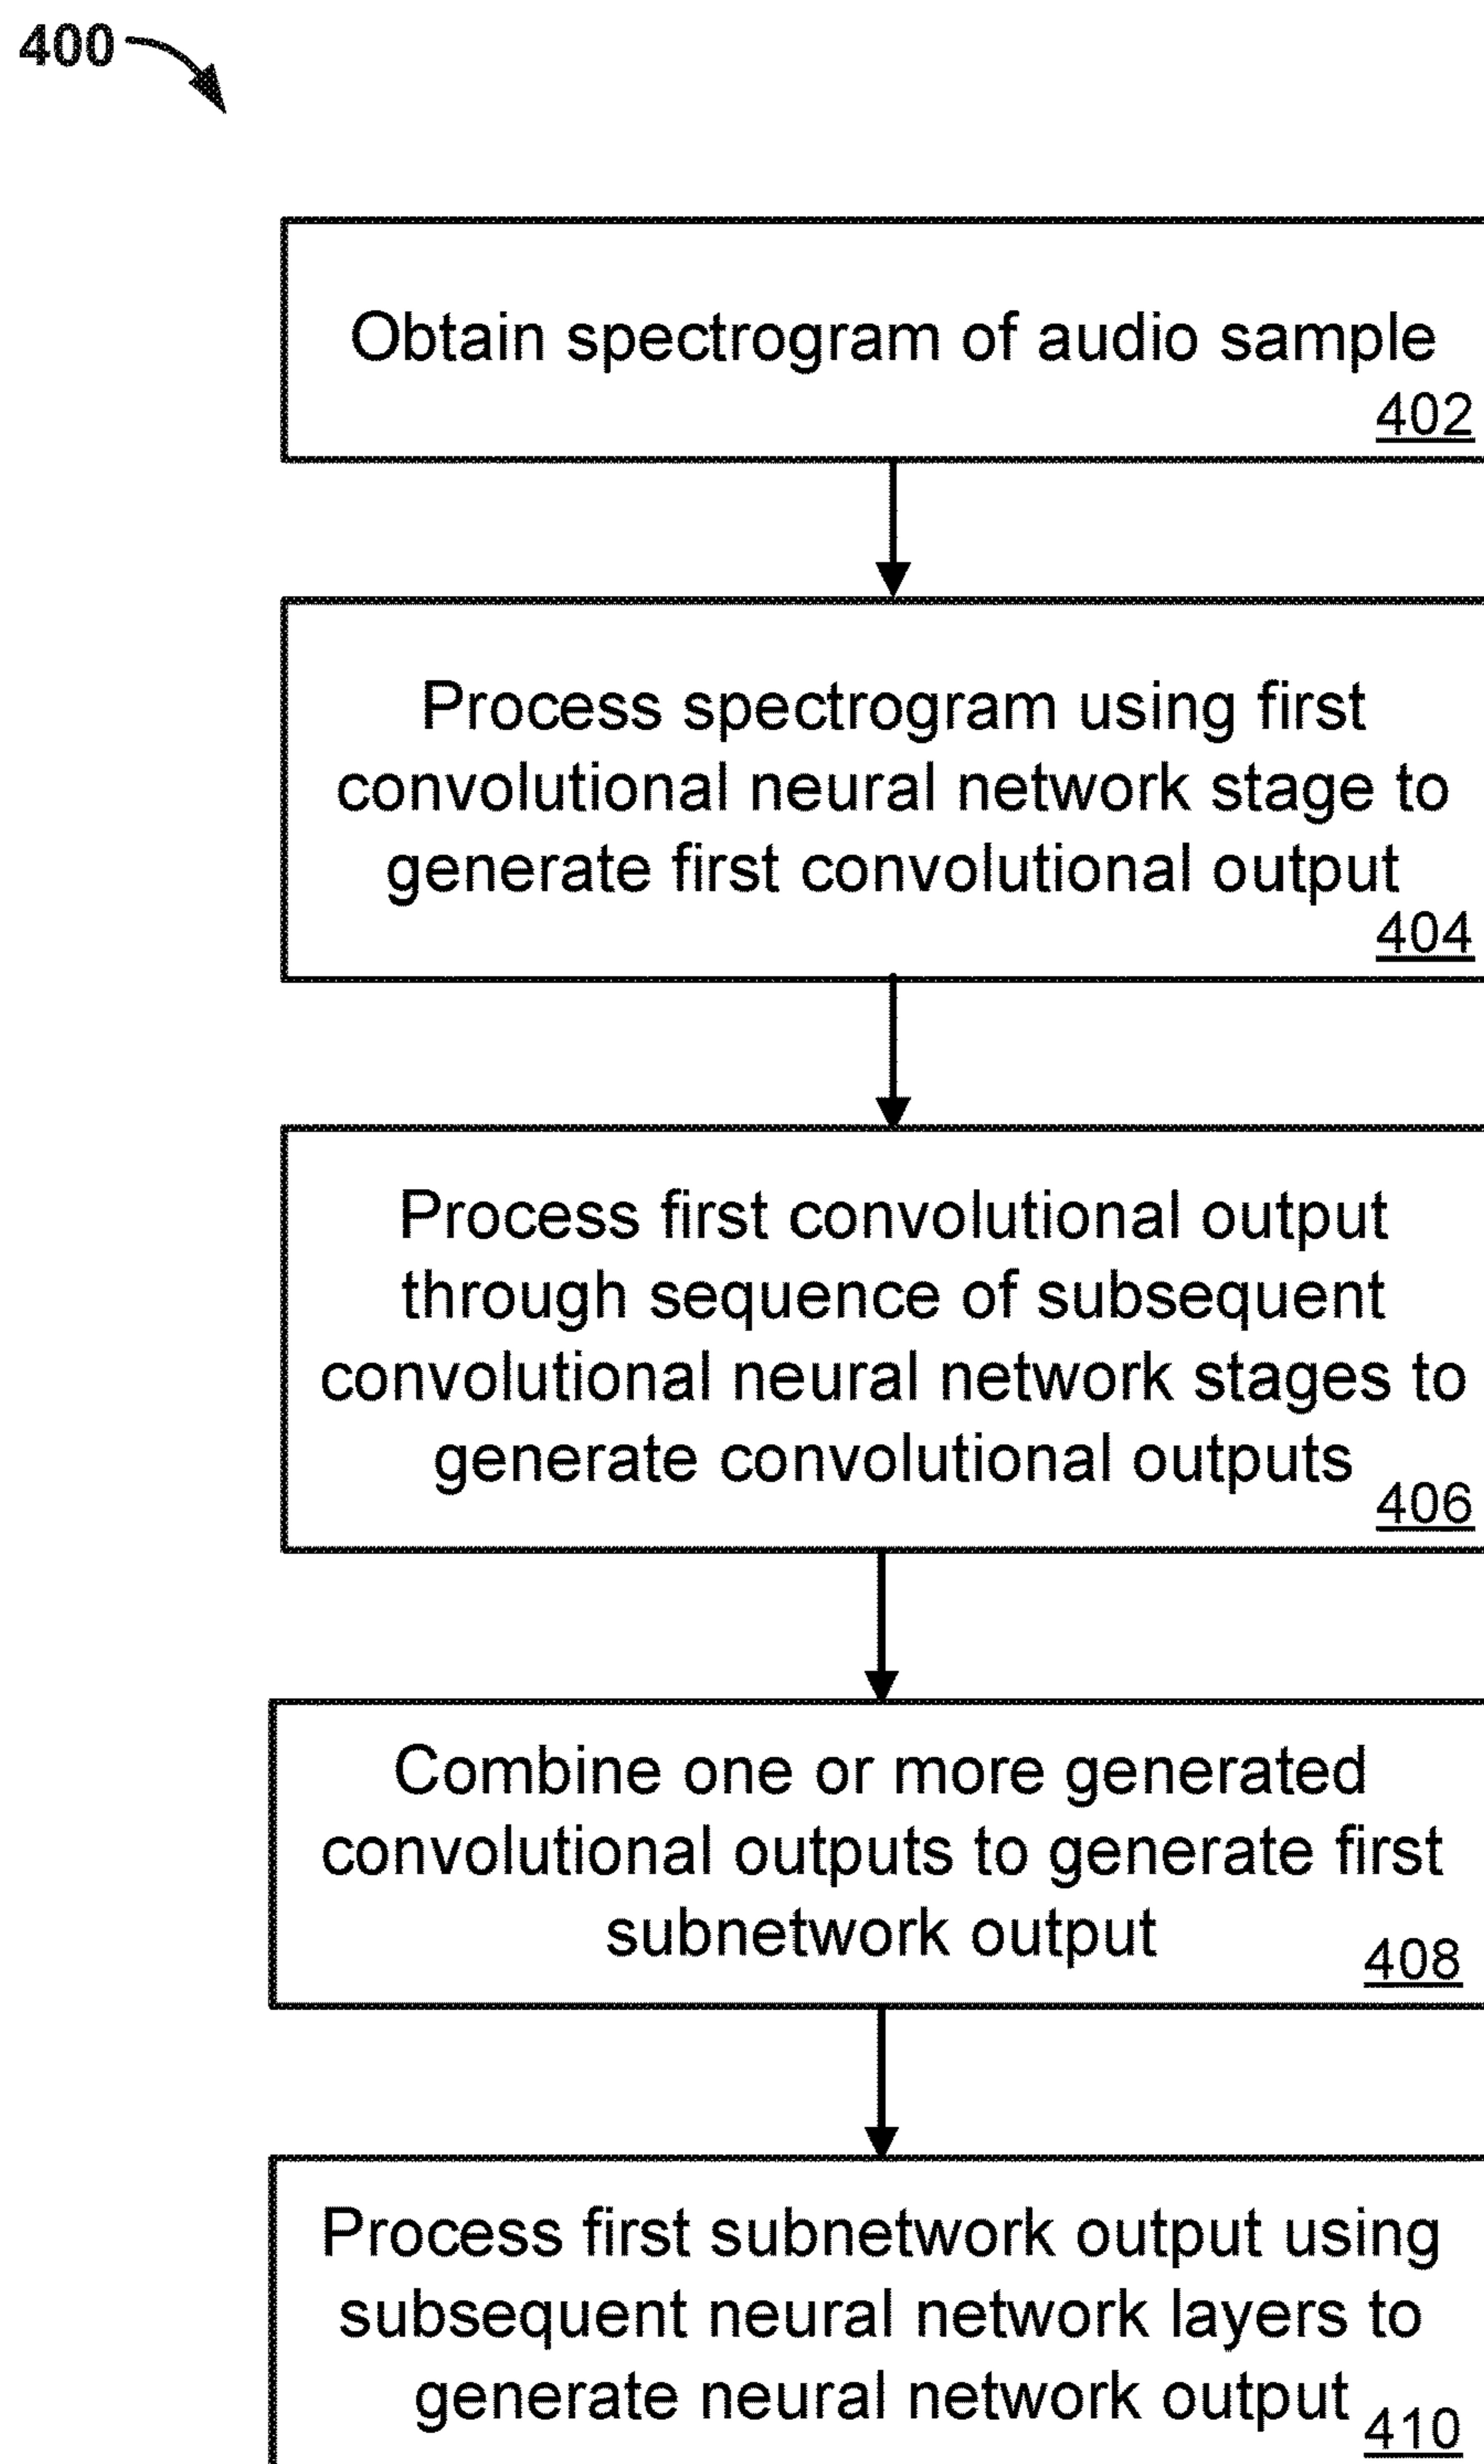 400
Obtain spectrogram of audio sample
402
Process spectrogram using first
convolutional neural network stage to
generate first convolutional output
404
Process first convolutional output
through sequence of subsequent
convolutional neural network stages to
generate convolutional outputs
406
Combine one or more generated
convolutional outputs to generate first
subnetwork output
408
Process first subnetwork output using
subsequent neural network layers to
generate neural network output
410